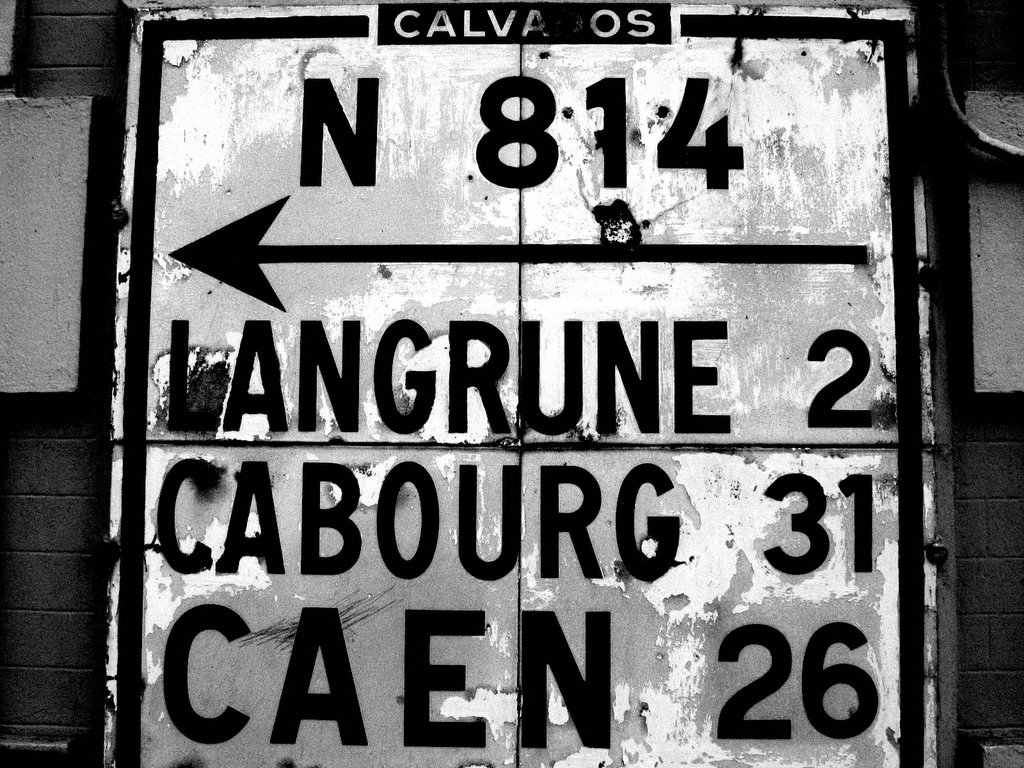 CALVADOS
N 814
LANGRUNE 2
CABOURG 31
CAEN 26